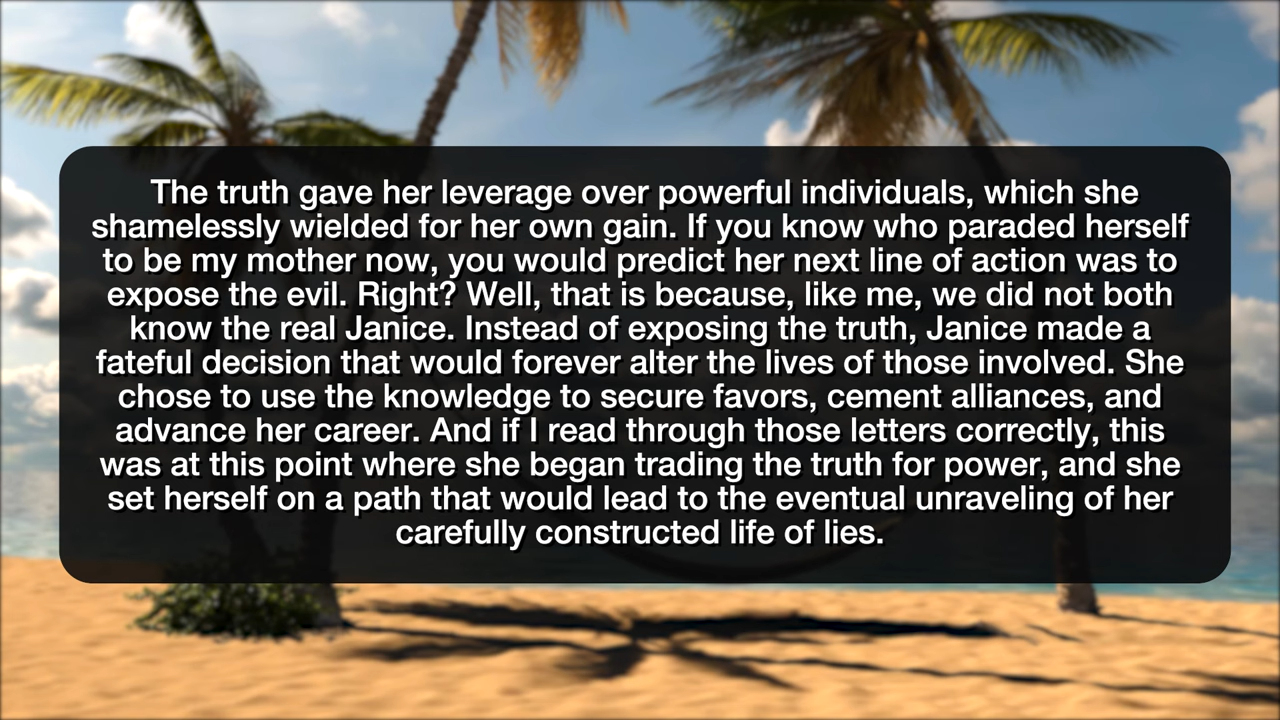 The truth gave her leverage over powerful individuals, which she
shamelessly wielded for her own gain. If you know who paraded herself
to be my mother now, you would predict her next line of action was to
expose the evil. Right? Well, that is because, like me, we did not both
know the real Janice. Instead of exposing the truth, Janice made a
fateful decision that would forever alter the lives of those involved. She
chose to use the knowledge to secure favors, cement alliances, and
advance her career. And if I read through those letters correctly, this
was at this point where she began trading the truth for power, and she
set herself on a path that would lead to the eventual unraveling of her
carefully constructed life of lies.